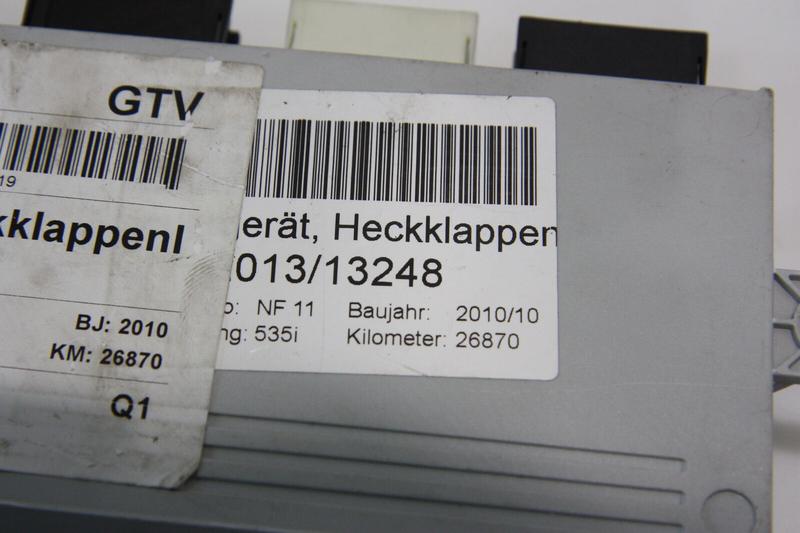 GTV
19
kklappenl
BJ: 2010
KM: 26870
Q1
erät, Heckklappen
013/13248
o: NF 11 Baujahr: 2010/10
ng: 535i Kilometer: 26870